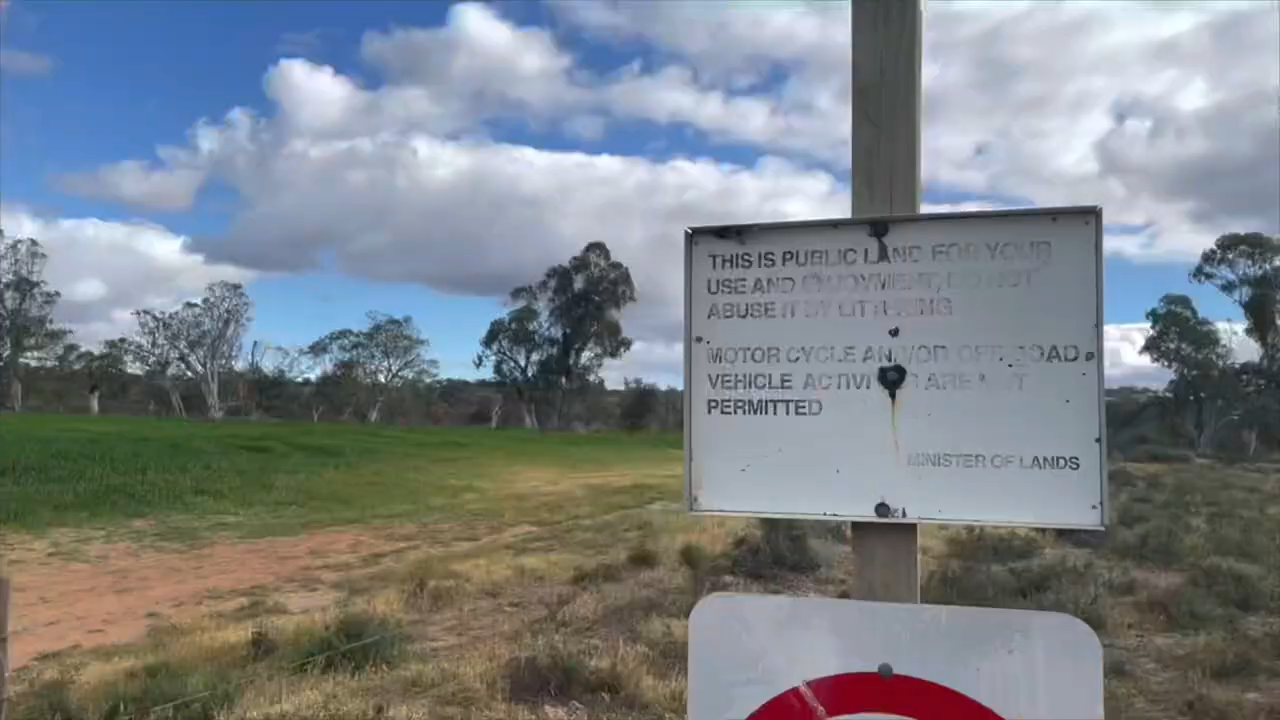 THIS IS PUBLIC LAND FOR YOUR
USE AND ENJOYMENT, DO NOT
ABUSE IT BY LITTERING
MOTOR CYCLE AND/OR OFF ROAD
VEHICLE ACTIVITIES ARE NOT
PERMITTED
MINISTER OF LANDS